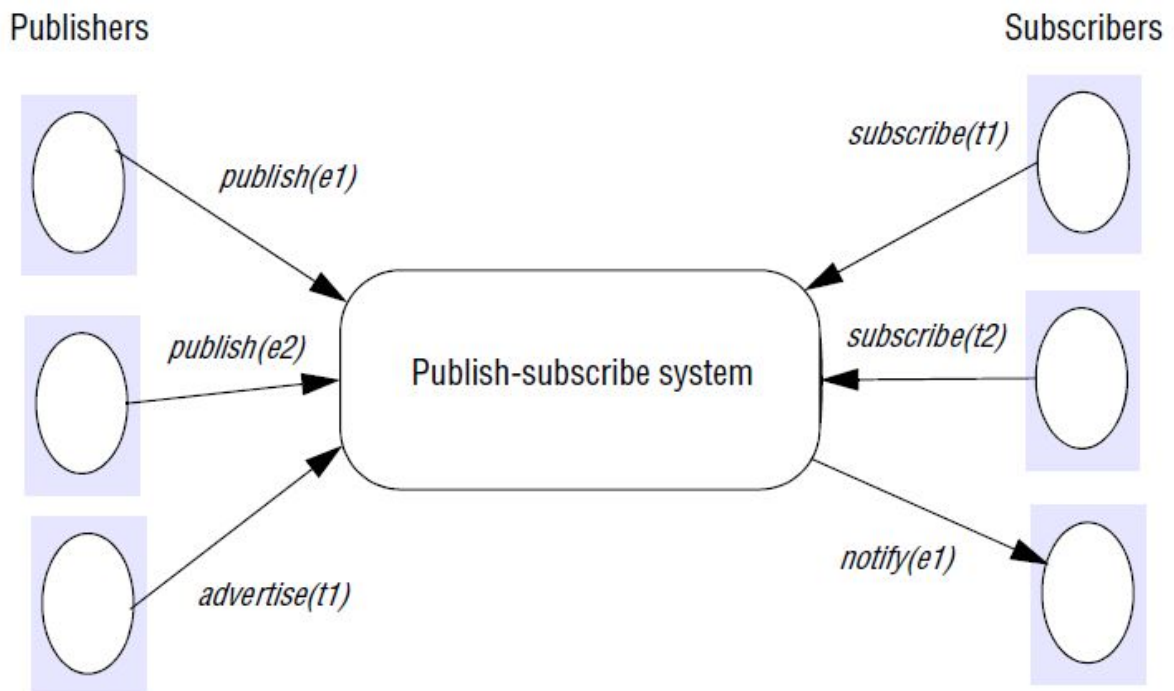 Publishers
Subscribers
publish(e1)
subscribe(t1)
publish(e2)
subscribe(t2)
Publish-subscribe system
advertise(t1)
notify(e1)